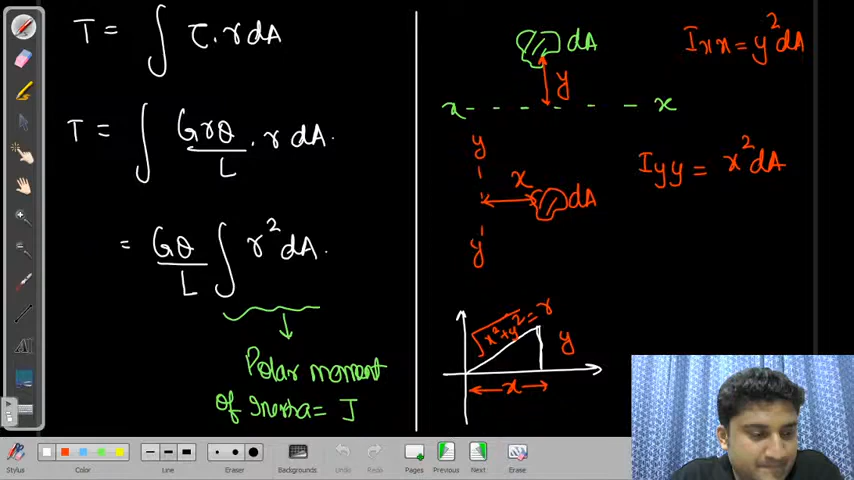 T = ∫ τ . r dA
T = ∫ Grθ/L . r dA.
= Gθ/L ∫ r² dA.
Polar moment
of Inertia = J
dA
y
x - - - - - - x
Ixx = y² dA
y
x
dA
y'
Iyy = x² dA
√x²+y² = r
y
x
Stylus
Color
Line
Eraser
Backgrounds
Undo
Redo
Pages
Previous
Next
Erase